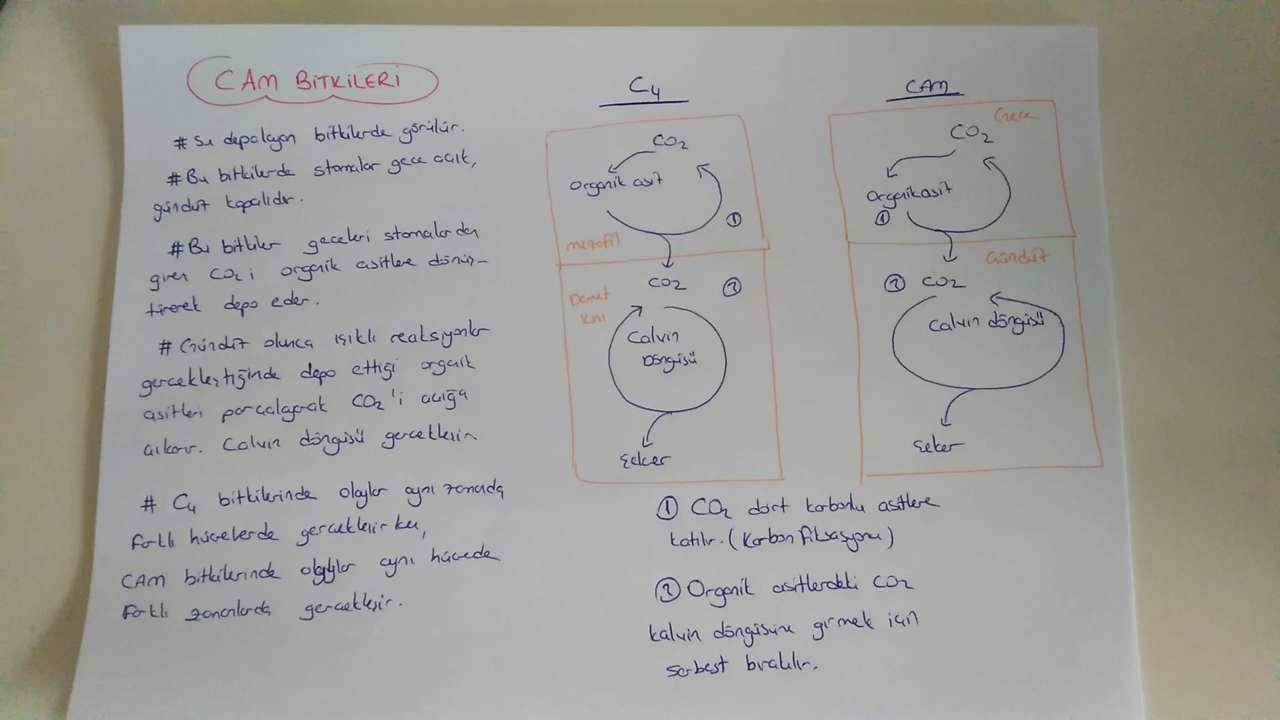 CAM BITKILERI
# Su depolayan bitkilerde görülür.
# Bu bitkilerde stomalar gece açık,
gündüz kapalıdır.
# Bu bitkiler geceleri stomalardan
giren CO2'i organik asitlere dönüş-
türerek depo eder.
# Gündüz olunca ışıklı reaksiyonlar
gerçekleştiğinde depo ettiği organik
asitleri parçalayarak CO2'i açığa
çıkarır. Calvin döngüsü gerçekleşir
# C4 bitkilerinde olaylar aynı zamanda
farklı hücrelerde gerçekleşirken,
CAM bitkilerinde olaylar aynı hücrede
farklı zamanlarda gerçekleşir.
C4
CO2
Organik asit
1
mezofil
CO2
2
Demet
kını
Calvin
Döngüsü
şeker
CAM
Gece
CO2
Organik asit
1
Gündüz
2 CO2
Calvin döngüsü
şeker
1 CO2 dört karbonlu asitlere
katılır. (Karbon fiksasyonu)
2 Organik asitlerdeki CO2
kalvin döngüsüne girmek için
serbest bırakılır.